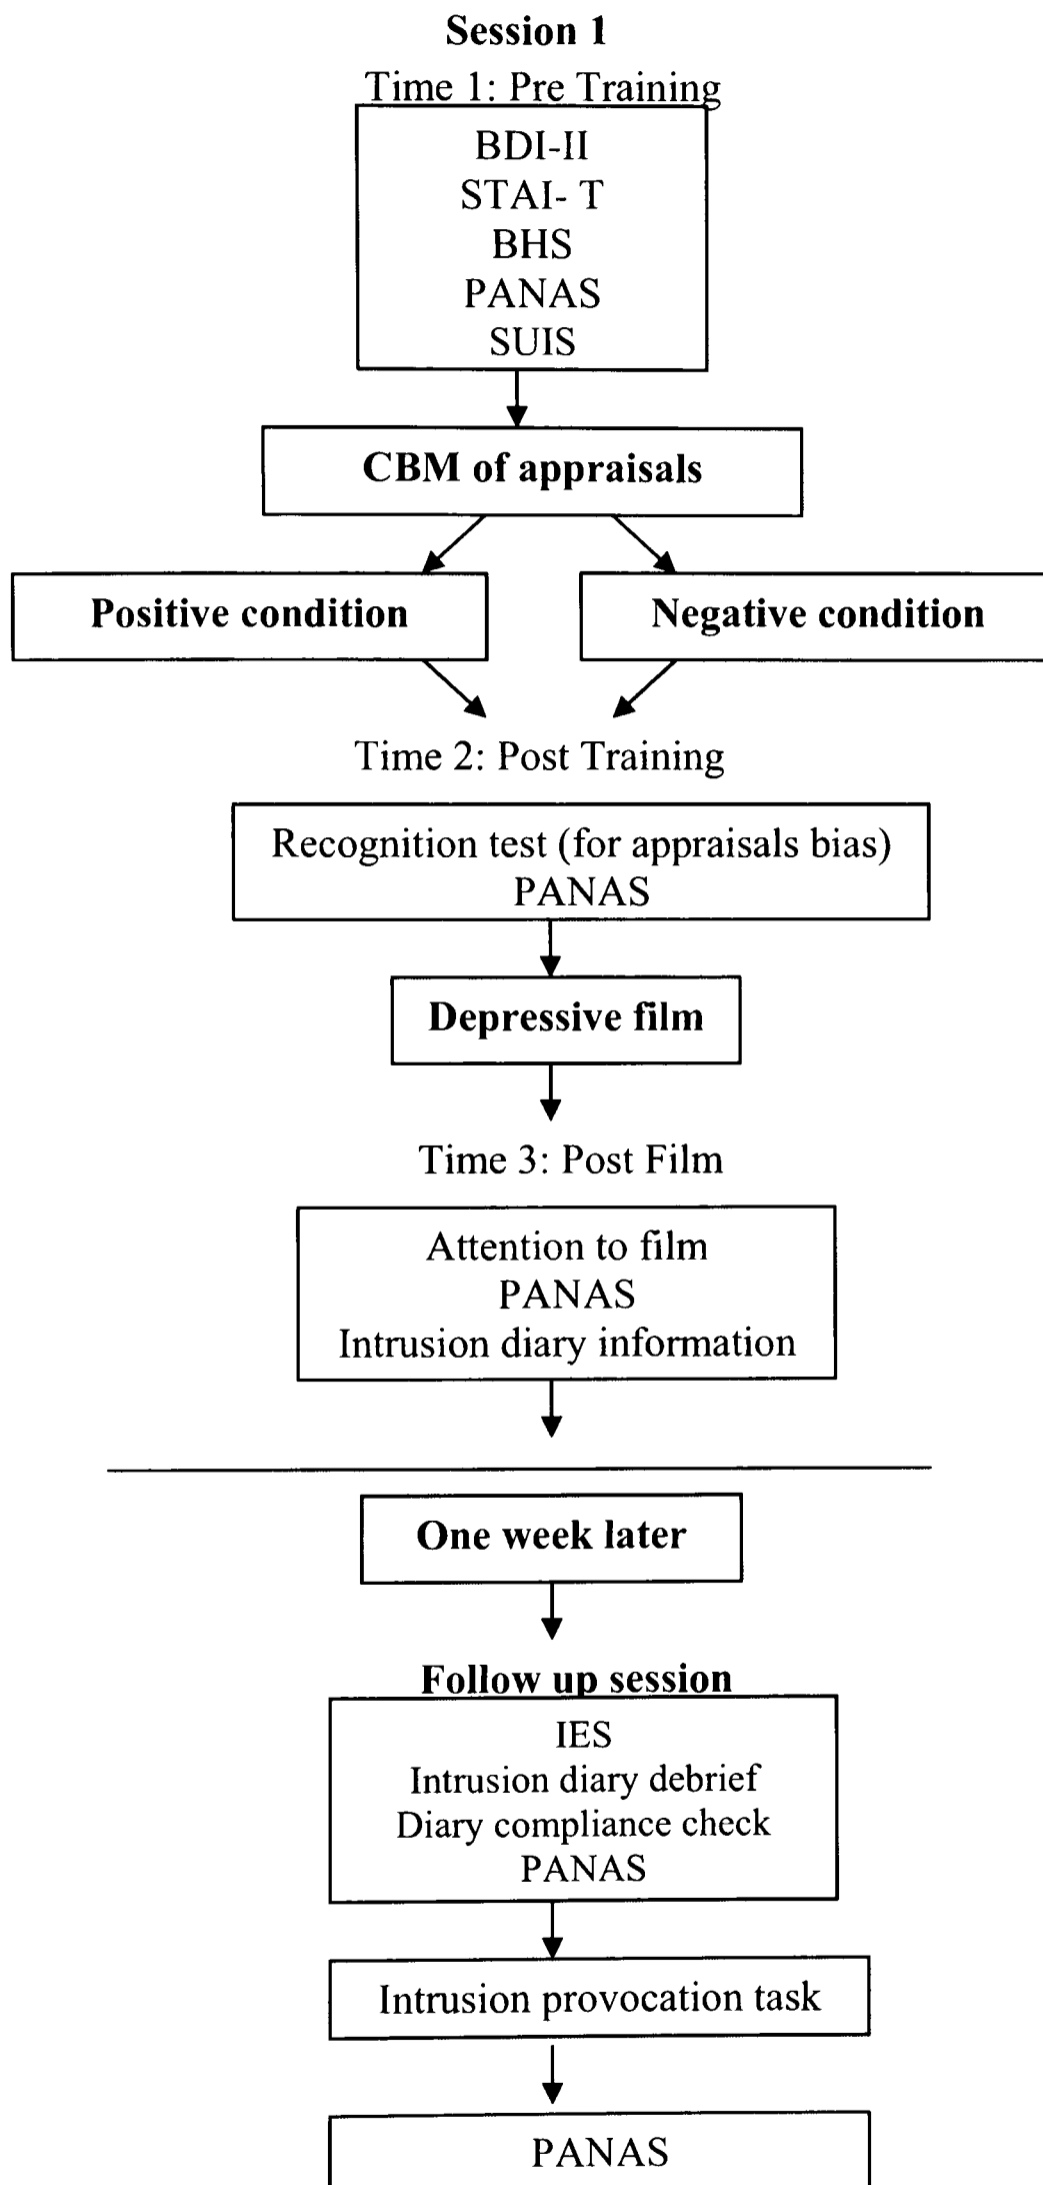 Session 1
Time 1: Pre Training
BDI-II
STAI- T
BHS
PANAS
SUIS
CBM of appraisals
Positive condition
Negative condition
Time 2: Post Training
Recognition test (for appraisals bias)
PANAS
Depressive film
Time 3: Post Film
Attention to film
PANAS
Intrusion diary information
One week later
Follow up session
IES
Intrusion diary debrief
Diary compliance check
PANAS
Intrusion provocation task
PANAS